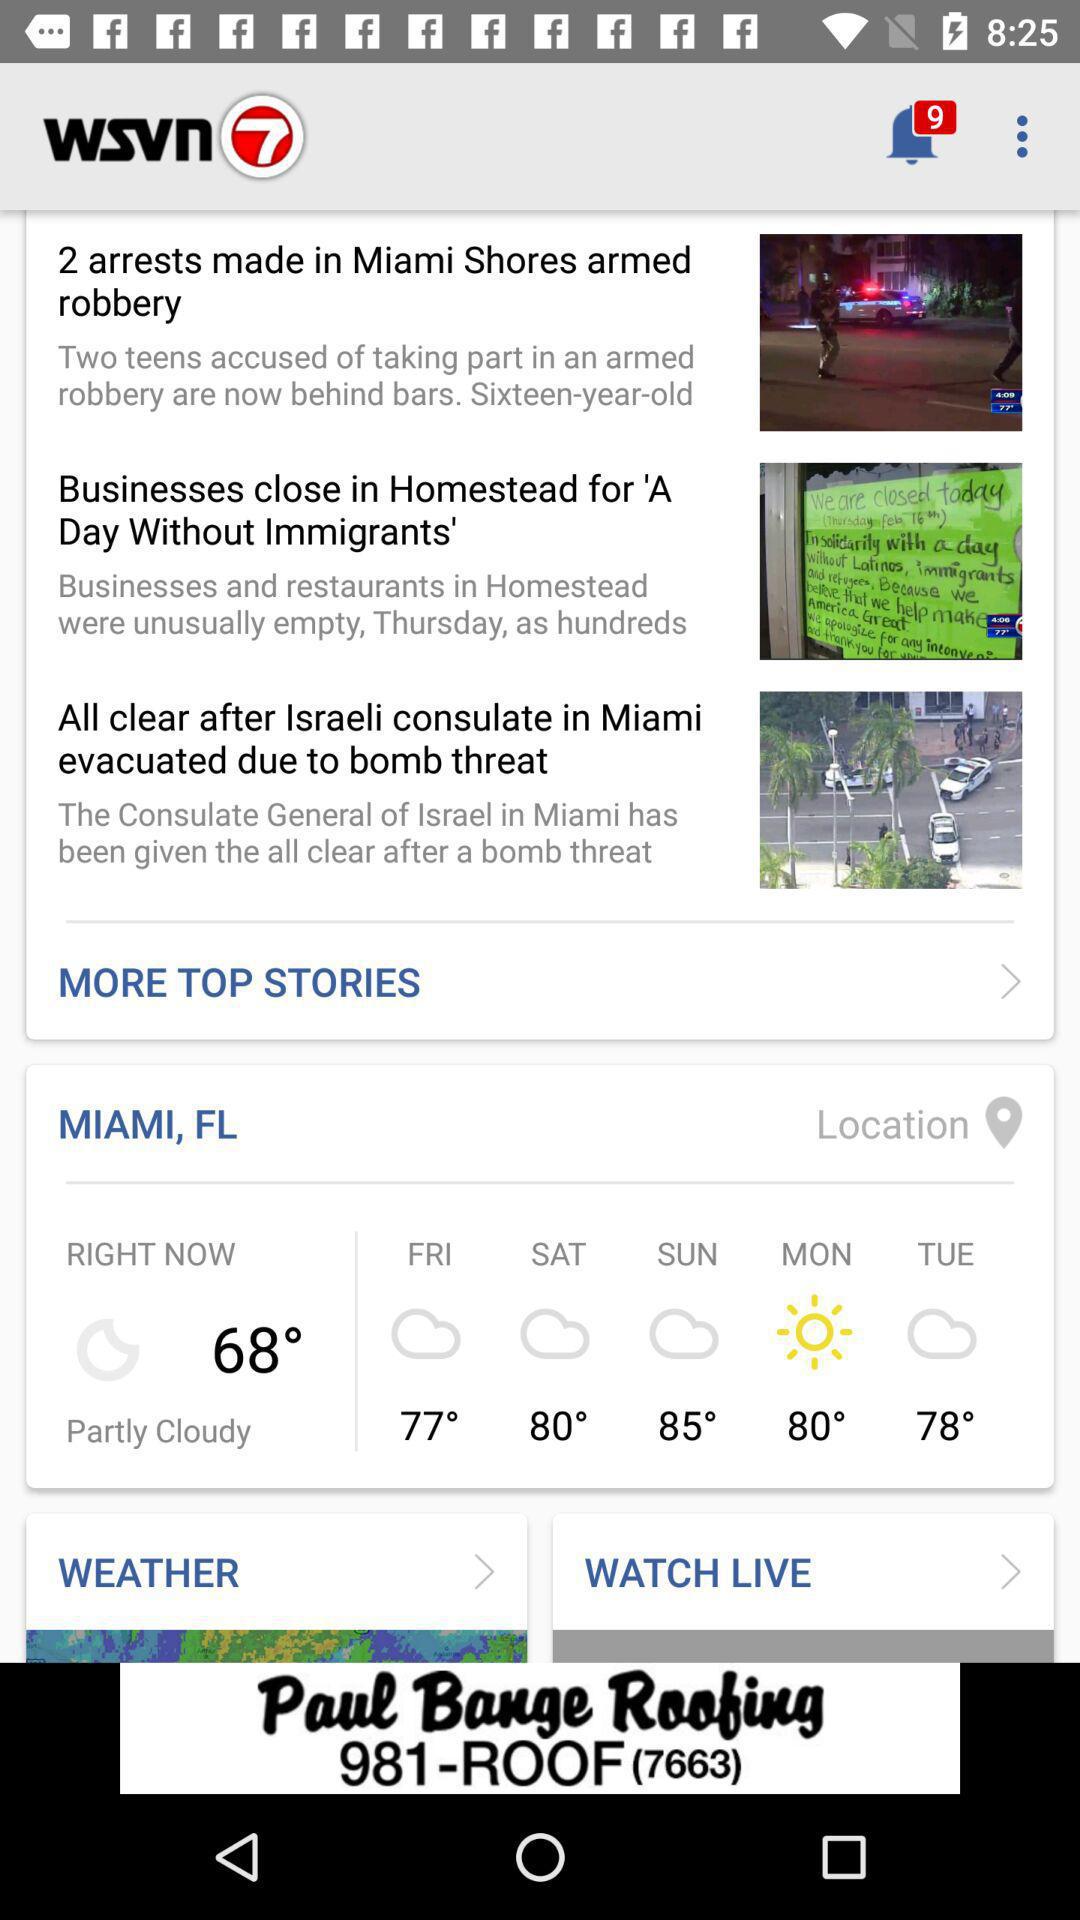 8:25
WSVN 7
9
2 arrests made in Miami Shores armed
robbery
Two teens accused of taking part in an armed
robbery are now behind bars. Sixteen-year-old
4:09
77°
Businesses close in Homestead for 'A
Day Without Immigrants'
Businesses and restaurants in Homestead
were unusually empty, Thursday, as hundreds
We are closed today
(Thursday Feb 16th)
In solidarity with a day
without Latinos, immigrants
and refugees, Because we
believe that we help make
America Great
we apologize for any inconveni
and thank you for
4:06
77°
All clear after Israeli consulate in Miami
evacuated due to bomb threat
The Consulate General of Israel in Miami has
been given the all clear after a bomb threat
MORE TOP STORIES
MIAMI, FL
Location
RIGHT NOW
68°
Partly Cloudy
FRI SAT SUN MON TUE
77° 80° 85° 80° 78°
WEATHER
WATCH LIVE
Paul Bange Roofing
981-ROOF (7663)